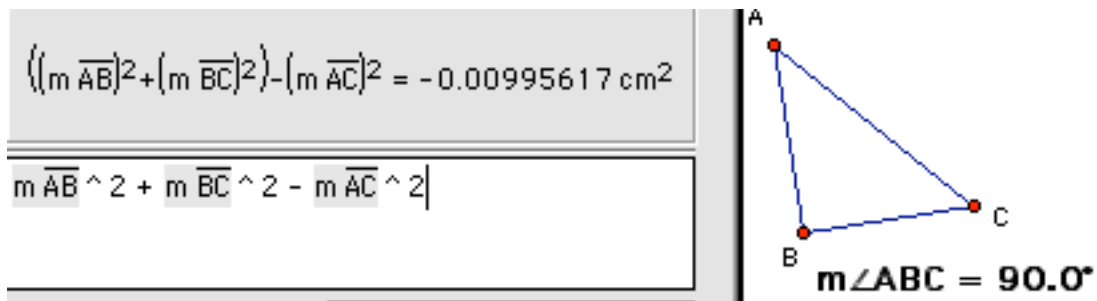 ((m AB)²+(m BC)²)-(m AC)² = -0.00995617 cm²
m AB ^ 2 + m BC ^ 2 - m AC ^ 2
A
B
C
m∠ABC = 90.0°